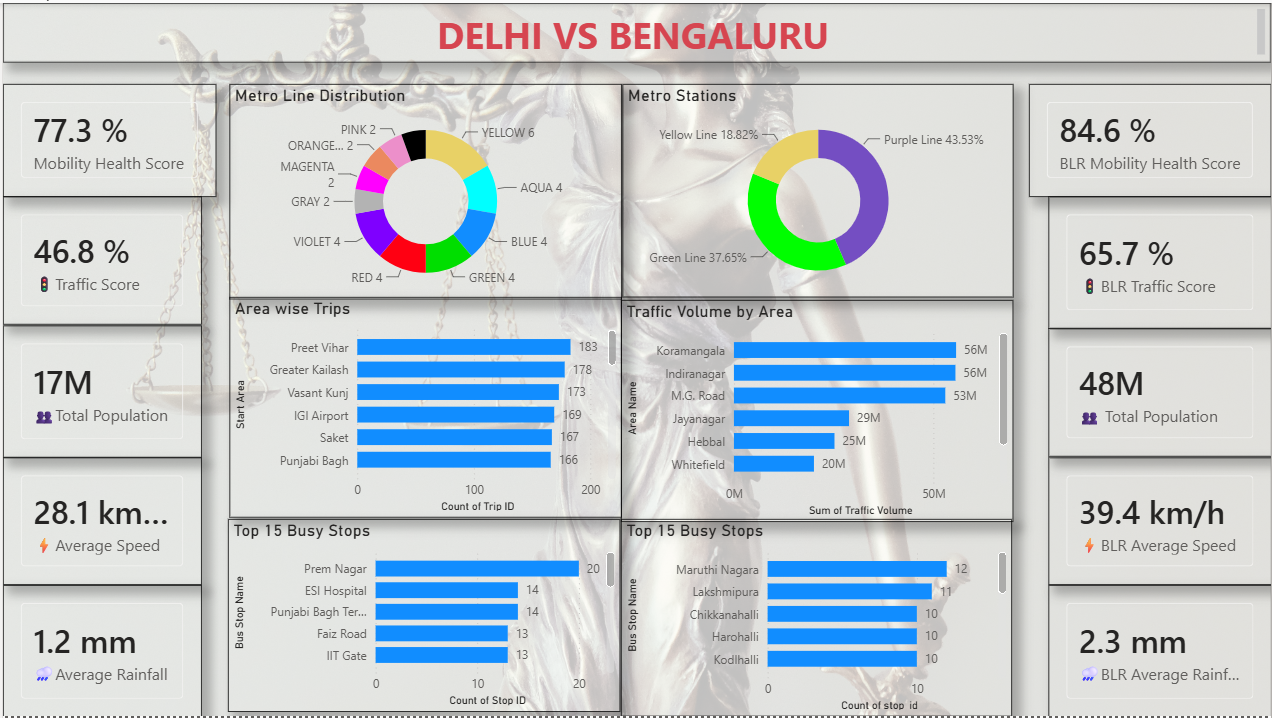 DELHI VS BENGALURU
77.3 %
Mobility Health Score
46.8 %
🚦 Traffic Score
17M
👥 Total Population
28.1 km...
⚡ Average Speed
1.2 mm
🌧️ Average Rainfall
Metro Line Distribution
PINK 2
YELLOW 6
ORANGE... 2
MAGENTA
2
AQUA 4
GRAY 2
VIOLET 4
BLUE 4
RED 4
GREEN 4
Metro Stations
Yellow Line 18.82%
Purple Line 43.53%
Green Line 37.65%
Area wise Trips
Start Area
Preet Vihar 183
Greater Kailash 178
Vasant Kunj 173
IGI Airport 169
Saket 167
Punjabi Bagh 166
0 100 200
Count of Trip ID
Traffic Volume by Area
Area Name
Koramangala 56M
Indiranagar 56M
M.G. Road 53M
Jayanagar 29M
Hebbal 25M
Whitefield 20M
0M 50M
Sum of Traffic Volume
Top 15 Busy Stops
Bus Stop Name
Prem Nagar 20
ESI Hospital 14
Punjabi Bagh Ter... 14
Faiz Road 13
IIT Gate 13
0 10 20
Count of Stop ID
Top 15 Busy Stops
Bus Stop Name
Maruthi Nagara 12
Lakshmipura 11
Chikkanahalli 10
Harohalli 10
Kodlhalli 10
0 10
Count of stop_id
84.6 %
BLR Mobility Health Score
65.7 %
🚦 BLR Traffic Score
48M
👥 Total Population
39.4 km/h
⚡ BLR Average Speed
2.3 mm
🌧️ BLR Average Rainf...